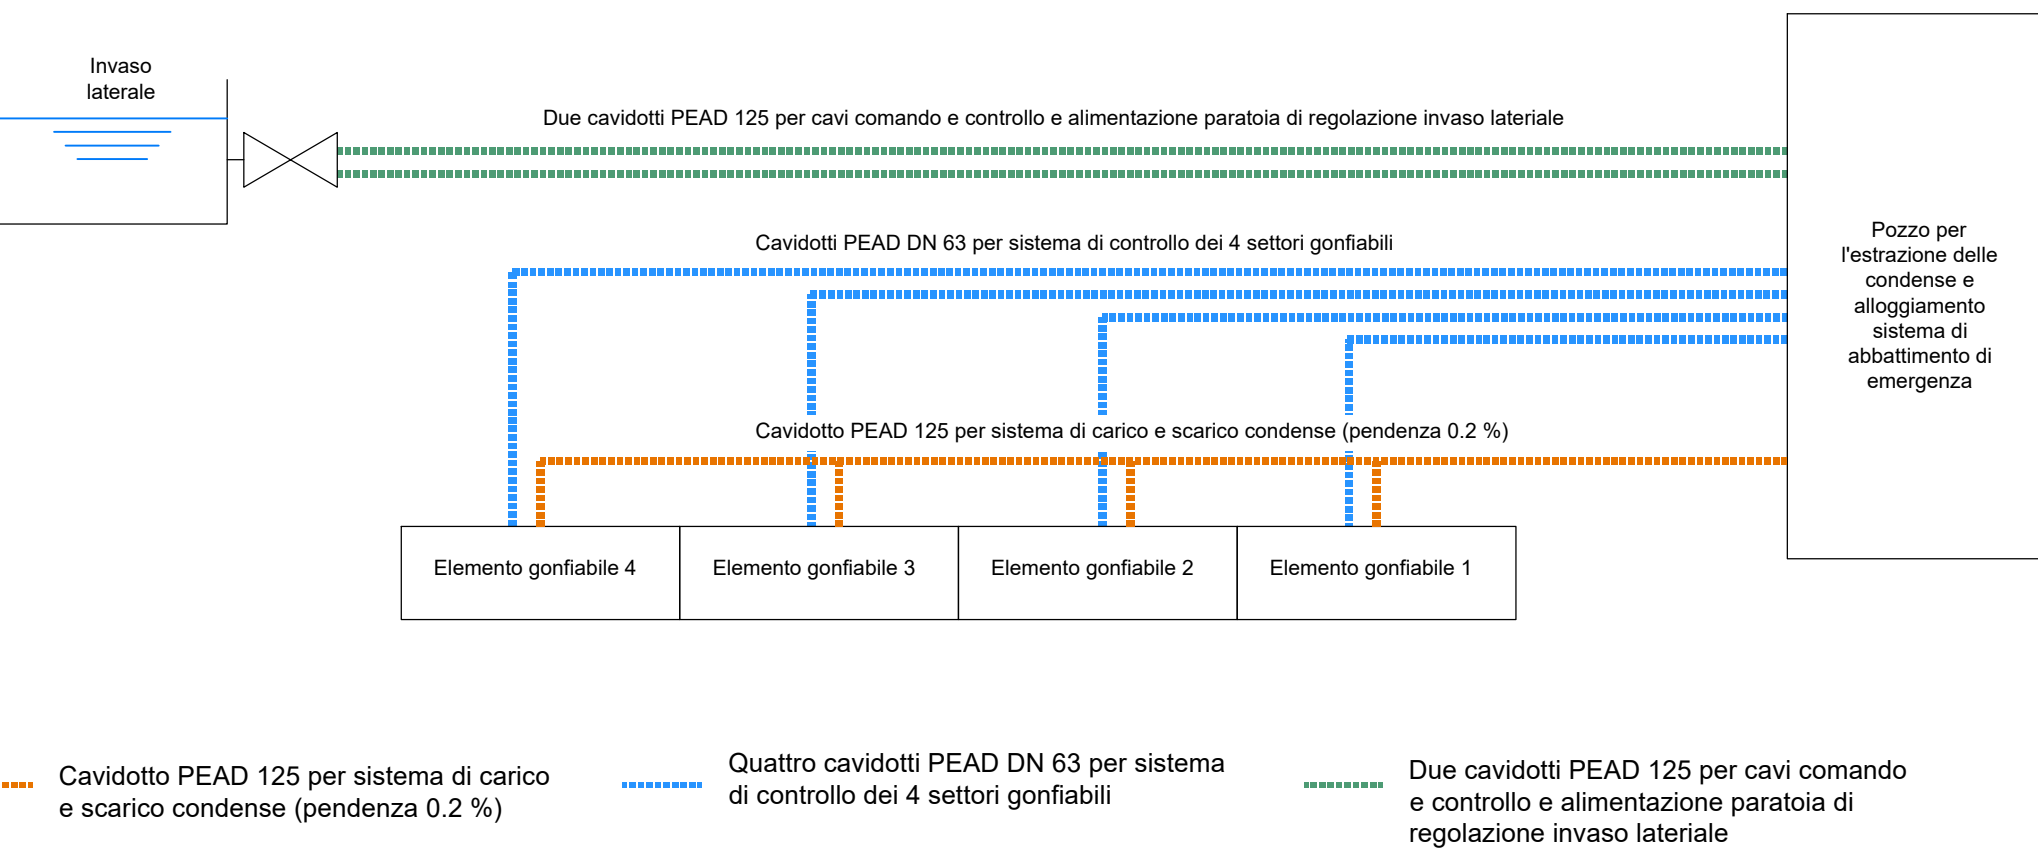 Invaso
laterale
Due cavidotti PEAD 125 per cavi comando e controllo e alimentazione paratoia di regolazione invaso lateriale
Cavidotti PEAD DN 63 per sistema di controllo dei 4 settori gonfiabili
Pozzo per
l'estrazione delle
condense e
alloggiamento
sistema di
abbattimento di
emergenza
Cavidotto PEAD 125 per sistema di carico e scarico condense (pendenza 0.2 %)
Elemento gonfiabile 4
Elemento gonfiabile 3
Elemento gonfiabile 2
Elemento gonfiabile 1
Cavidotto PEAD 125 per sistema di carico
e scarico condense (pendenza 0.2 %)
Quattro cavidotti PEAD DN 63 per sistema
di controllo dei 4 settori gonfiabili
Due cavidotti PEAD 125 per cavi comando
e controllo e alimentazione paratoia di
regolazione invaso lateriale